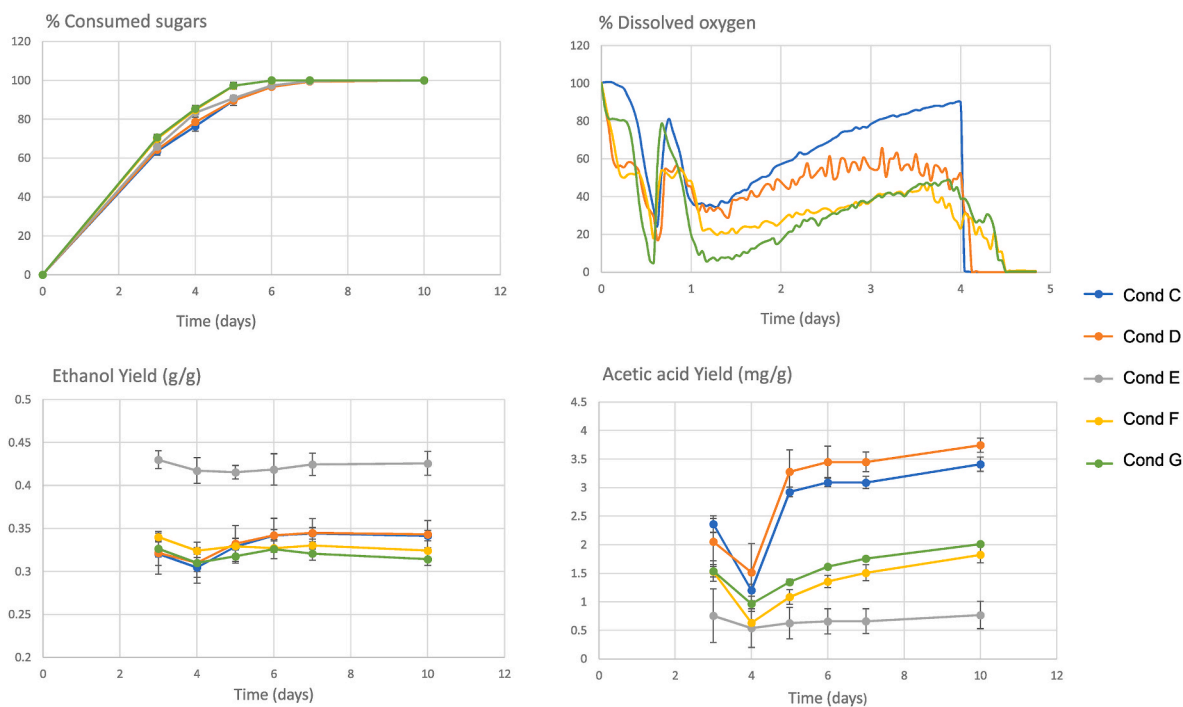 % Consumed sugars
120
100
80
60
40
20
0
0 2 4 6 8 10 12
Time (days)
% Dissolved oxygen
120
100
80
60
40
20
0
0 1 2 3 4 5
Time (days)
Ethanol Yield (g/g)
0.5
0.45
0.4
0.35
0.3
0.25
0.2
0 2 4 6 8 10 12
Time (days)
Acetic acid Yield (mg/g)
4.5
4
3.5
3
2.5
2
1.5
1
0.5
0
0 2 4 6 8 10 12
Time (days)
Cond C
Cond D
Cond E
Cond F
Cond G